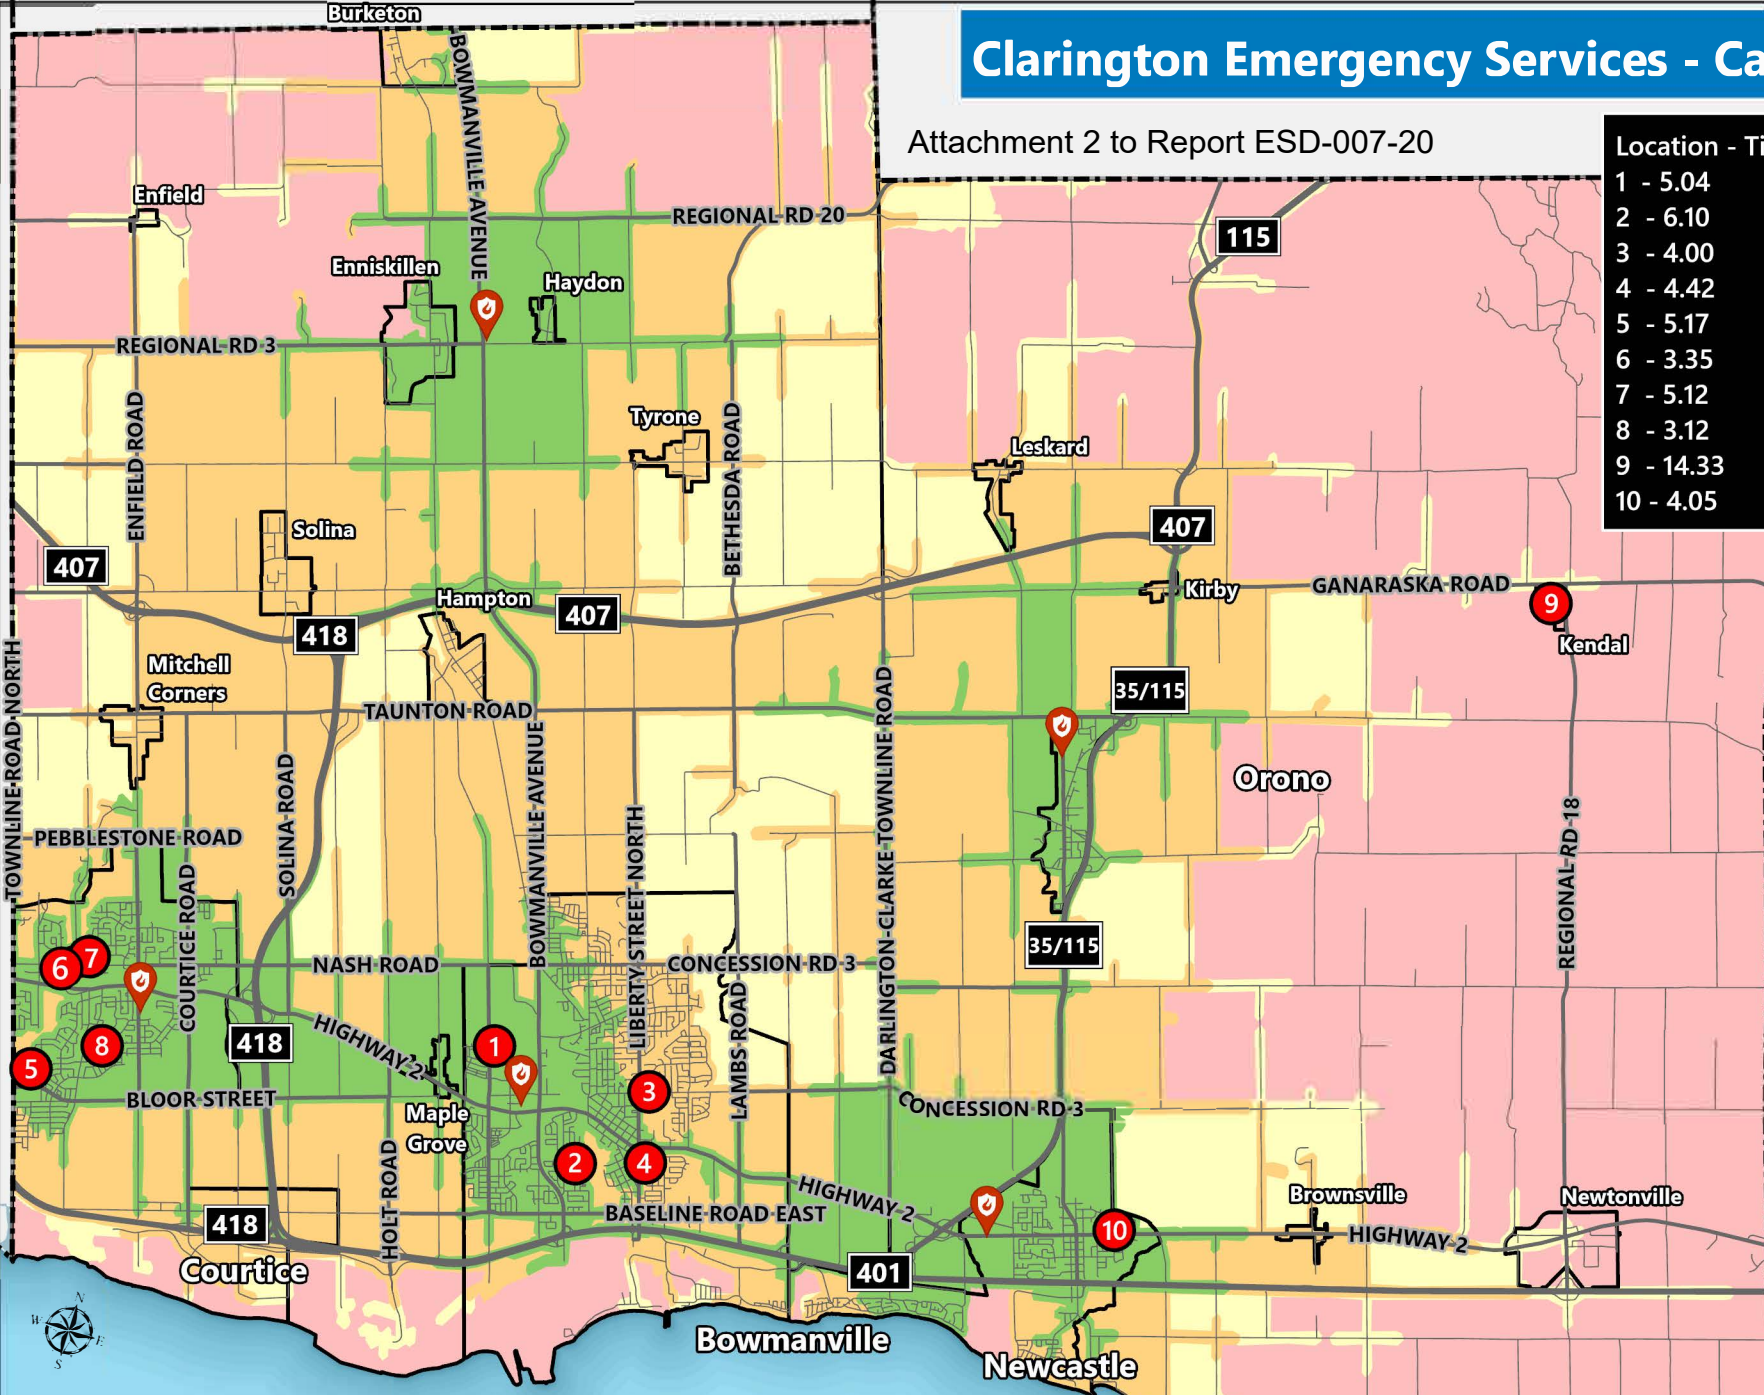 Burketon
Clarington Emergency Services - Ca
BOWMANVILLE AVENUE
Attachment 2 to Report ESD-007-20
Location - Ti
1 - 5.04
2 - 6.10
3 - 4.00
4 - 4.42
5 - 5.17
6 - 3.35
7 - 5.12
8 - 3.12
9 - 14.33
10 - 4.05
Enfield
REGIONAL RD 20
115
Enniskillen
Haydon
REGIONAL RD 3
ENFIELD ROAD
Tyrone
BETHESDA ROAD
Leskard
Solina
407
407
Hampton
407
Kirby
GANARASKA ROAD
9
Kendal
418
Mitchell
Corners
TOWNLINE ROAD NORTH
TAUNTON ROAD
35/115
DARLINGTON-CLARKE TOWNLINE ROAD
BOWMANVILLE AVENUE
SOLINA ROAD
Orono
PEBBLESTONE ROAD
COURTICE ROAD
LIBERTY STREET NORTH
REGIONAL RD 18
35/115
7
6
NASH ROAD
CONCESSION RD 3
LAMBS ROAD
HIGHWAY 2
418
8
1
5
3
BLOOR STREET
Maple
Grove
CONCESSION RD 3
HOLT ROAD
2
4
HIGHWAY 2
Brownsville
Newtonville
BASELINE ROAD EAST
418
10
HIGHWAY 2
Courtice
401
N
W
E
S
Bowmanville
Newcastle